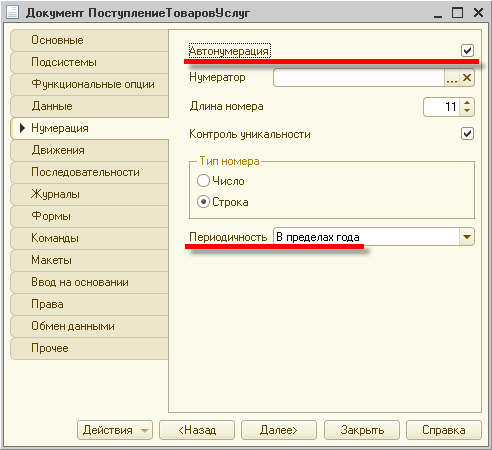 Документ ПоступлениеТоваровУслуг
Основные
Подсистемы
Функциональные опции
Данные
Нумерация
Движения
Последовательности
Журналы
Формы
Команды
Макеты
Ввод на основании
Права
Обмен данными
Прочее
Автонумерация
Нумератор ...
Длина номера 11
Контроль уникальности
Тип номера
Число
Строка
Периодичность В пределах года
Действия <Назад Далее> Закрыть Справка